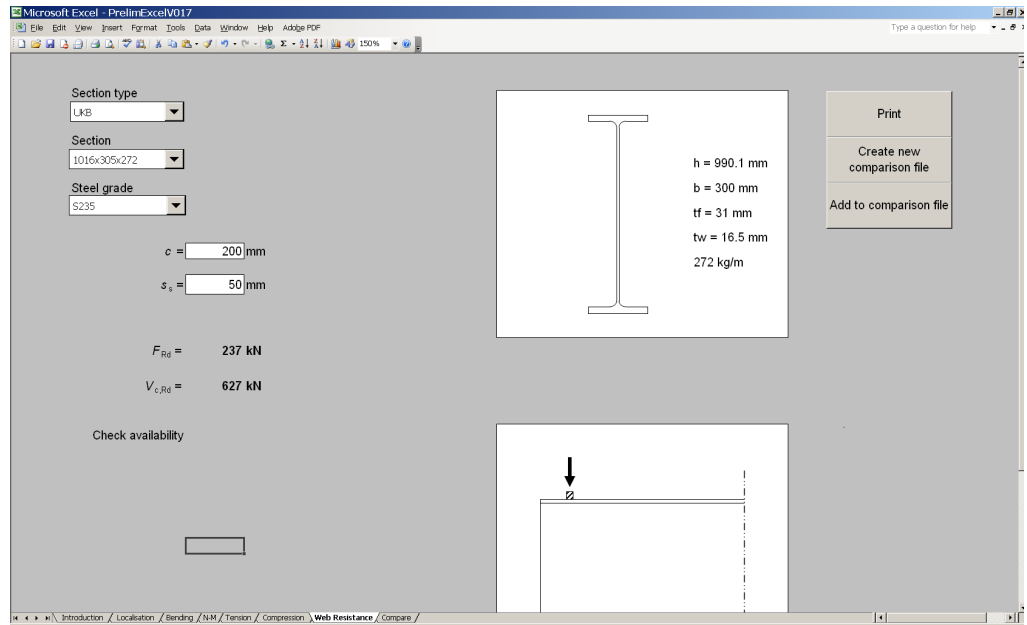 Microsoft Excel - PrelimExcelV017
File Edit View Insert Format Tools Data Window Help Adobe PDF
Type a question for help
150%
Section type
UKB
Section
1016x305x272
Steel grade
S235
c = 200 mm
s s = 50 mm
F Rd = 237 kN
V c,Rd = 627 kN
Check availability
h = 990.1 mm
b = 300 mm
tf = 31 mm
tw = 16.5 mm
272 kg/m
Print
Create new
comparison file
Add to comparison file
Introduction / Localisation / Bending / N-M / Tension / Compression \ Web Resistance / Compare /